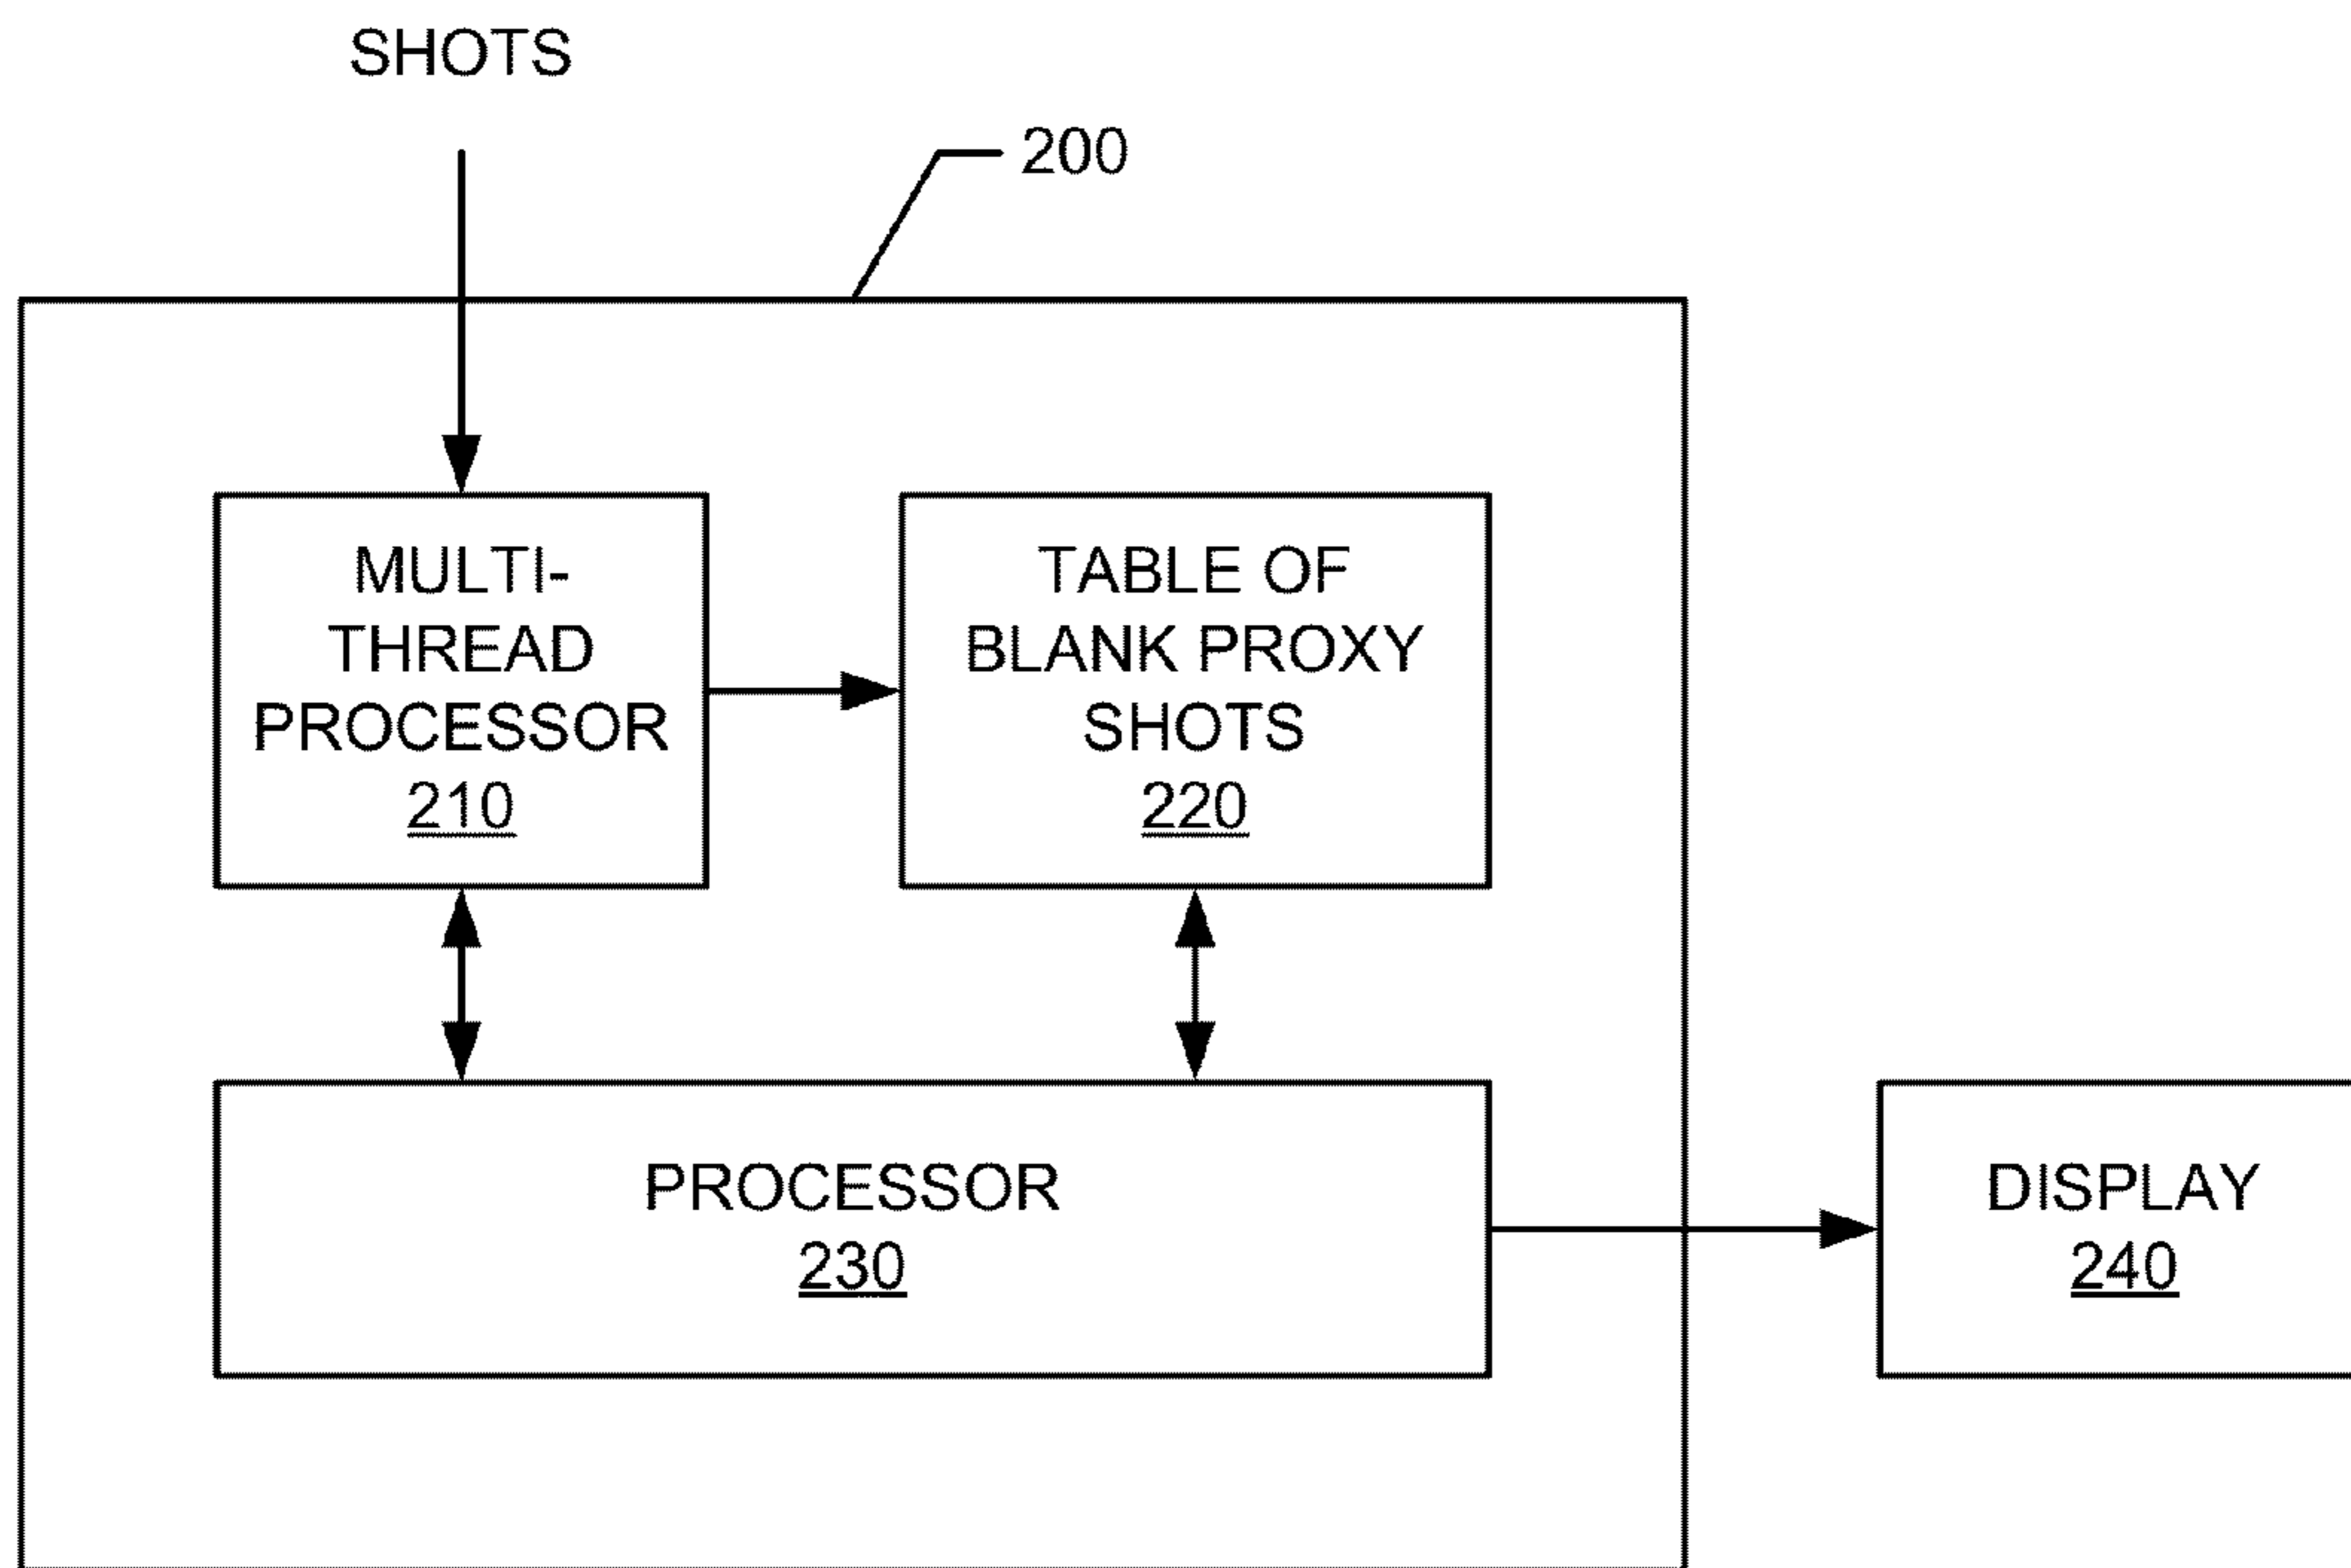 SHOTS
200
MULTI-
THREAD
PROCESSOR
210
TABLE OF
BLANK PROXY
SHOTS
220
PROCESSOR
230
DISPLAY
240